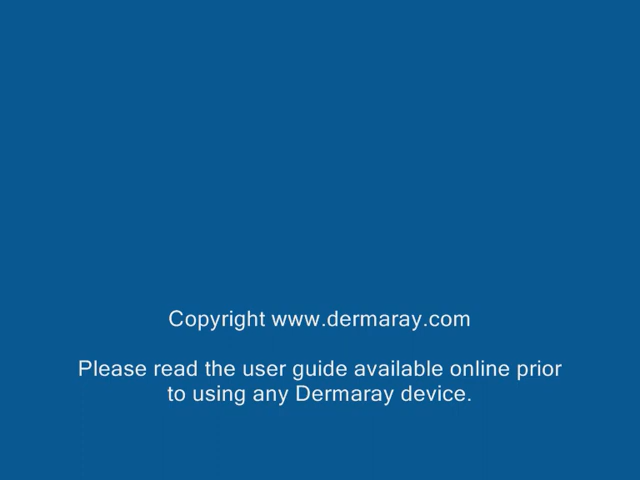 Copyright www.dermaray.com
Please read the user guide available online prior
to using any Dermaray device.